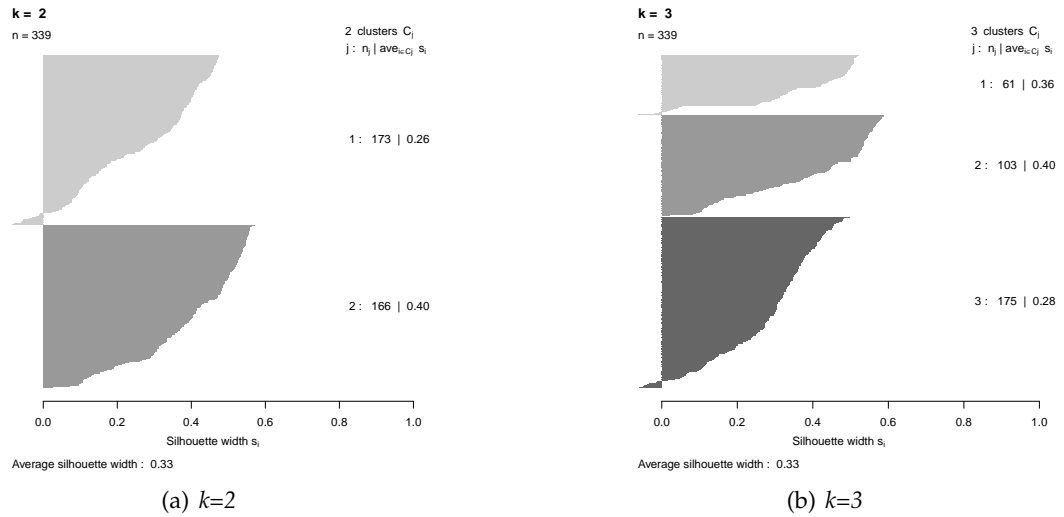 k = 2
n = 339
2 clusters Cj
j : nj | avei∈Cj si
1 : 173 | 0.26
2 : 166 | 0.40
0.0 0.2 0.4 0.6 0.8 1.0
Silhouette width si
Average silhouette width : 0.33
(a) k=2
k = 3
n = 339
3 clusters Cj
j : nj | avei∈Cj si
1 : 61 | 0.36
2 : 103 | 0.40
3 : 175 | 0.28
0.0 0.2 0.4 0.6 0.8 1.0
Silhouette width si
Average silhouette width : 0.33
(b) k=3